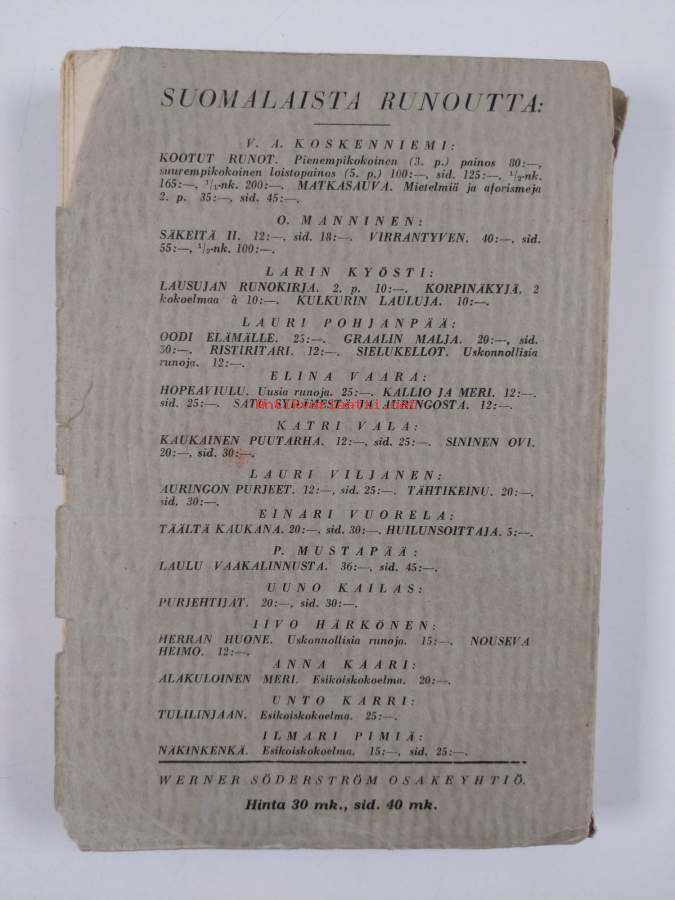 SUOMALAISTA RUNOUTTA:
V. A. KOSKENNIEMI:
KOOTUT RUNOT. Pienempikokoinen (3. p.) painos 80:—,
suurempikokoinen loistopainos (5. p.) 100:—, sid. 125:—, ½-nk.
165:—, ¹/₁-nk. 200:—. MATKASAUVA. Mietelmiä ja aforismeja
2. p. 35:—, sid. 45:—.
O. MANNINEN:
SÄKEITÄ II. 12:—, sid. 18:—. VIRRANTYVEN. 40:—, sid.
55:—, ½-nk. 100:—.
LARIN KYÖSTI:
LAUSUJAN RUNOKIRJA. 2. p. 10:—. KORPINÄKYJÄ, 2
kokoelmaa à 10:—. KULKURIN LAULUJA. 10:—.
LAURI POHJANPÄÄ:
OODI ELÄMÄLLE. 25:—. GRAALIN MALJA. 20:—, sid.
30:—. RISTIRITARI. 12:—. SIELUKELLOT. Uskonnollisia
runoja. 12:—.
ELINA VAARA:
HOPEAVIULU. Uusia runoja. 25:—. KALLIO JA MERI. 12:—.
sid. 25:—. SATU SYDÄMESTÄ JA AURINGOSTA. 12:—.
KATRI VALA:
KAUKAINEN PUUTARHA. 12:—, sid. 25:—. SININEN OVI.
20:—, sid. 30:—.
LAURI VILJANEN:
AURINGON PURJEET. 12:—, sid. 25:—. TÄHTIKEINU. 20:—,
sid. 30:—.
EINARI VUORELA:
TÄÄLTÄ KAUKANA. 20:—, sid. 30:—. HUILUNSOITTAJA. 5:—.
P. MUSTAPÄÄ:
LAULU VAAKALINNUSTA. 36:—, sid. 45:—.
UUNO KAILAS:
PURJEHTIJAT. 20:—, sid. 30:—.
IIVO HÄRKÖNEN:
HERRAN HUONE. Uskonnollisia runoja. 15:—. NOUSEVA
HEIMO. 12:—.
ANNA KAARI:
ALAKULOINEN MERI. Esikoiskokoelma. 20:—.
UNTO KARRI:
TULILINJAAN. Esikoiskokoelma. 25:—.
ILMARI PIMIÄ:
NÄKINKENKÄ. Esikoiskokoelma. 15:—, sid. 25:—.
WERNER SÖDERSTRÖM OSAKEYHTIÖ.
Hinta 30 mk., sid. 40 mk.